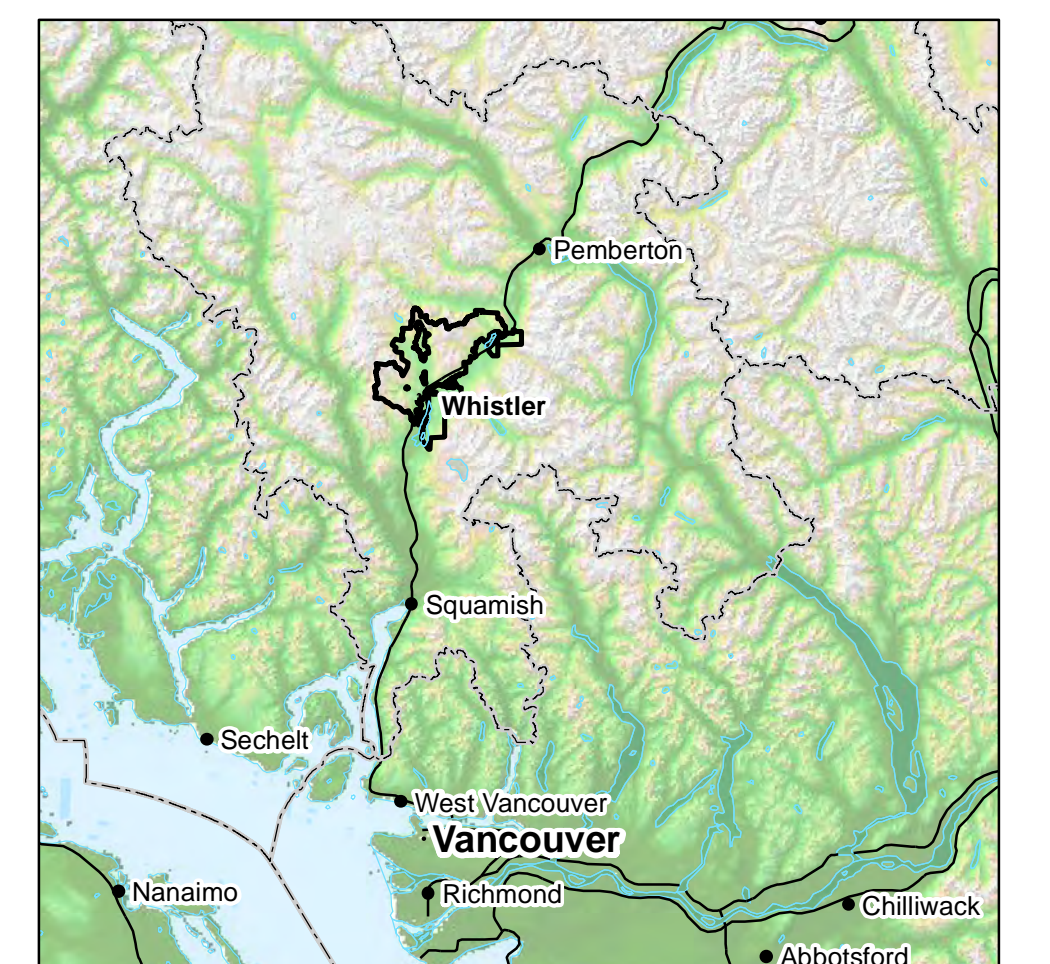 Pemberton
Whistler
Squamish
Sechelt
West Vancouver
Vancouver
Nanaimo
Richmond
Chilliwack
Abbotsford